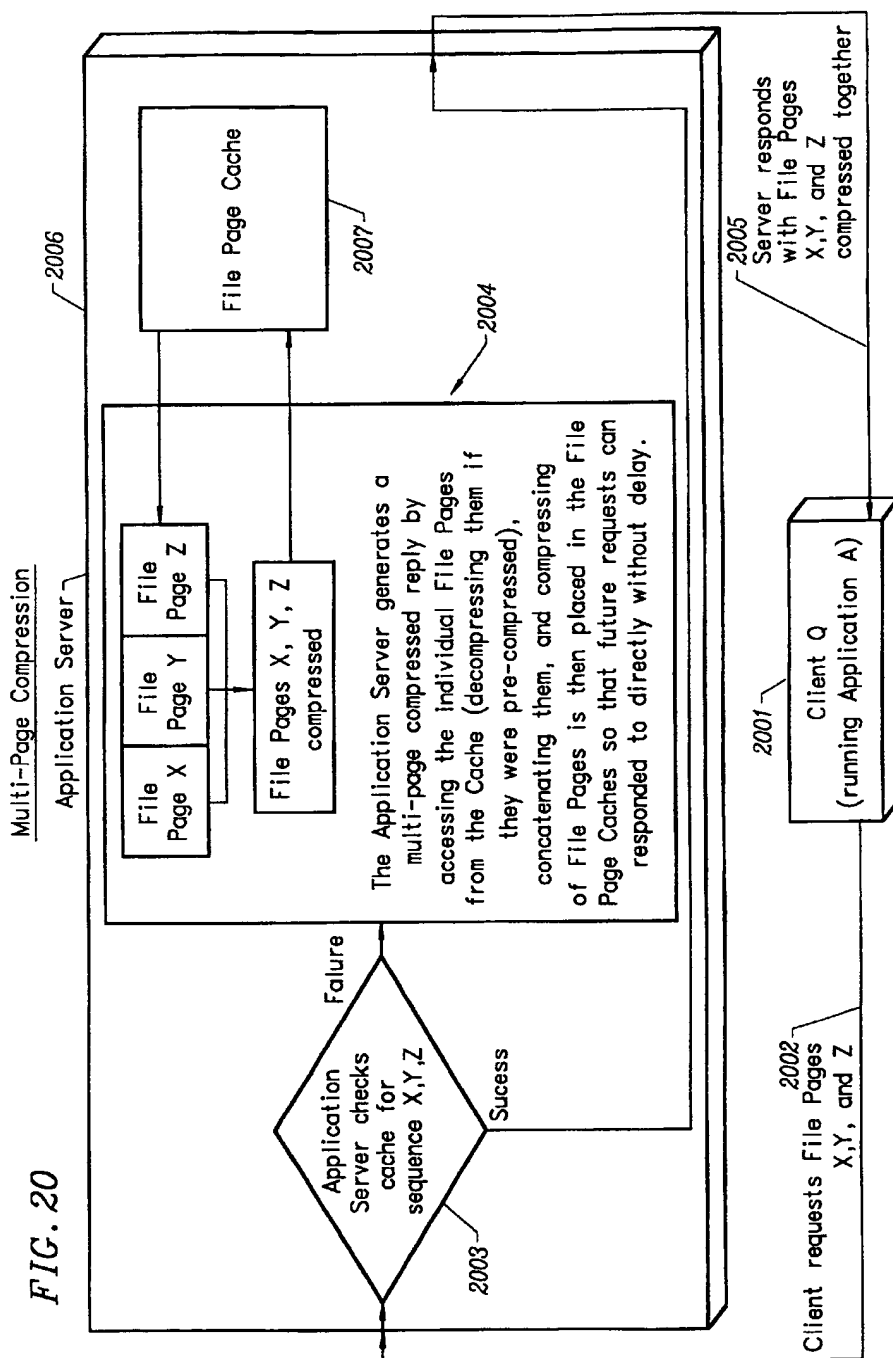 FIG. 20
Multi-Page Compression
Application Server
2006
File
Page X
File
Page Y
File
Page Z
File Pages X, Y, Z
compressed
File Page Cache
2007
2004
The Application Server generates a
multi-page compressed reply by
accessing the individual File Pages
from the Cache (decompressing them if
they were pre-compressed),
concatenating them, and compressing
of File Pages is then placed in the File
Page Caches so that future requests can
responded to directly without delay.
Falure
Application
Server checks
cache for
sequence X,Y,Z
Sucess
2003
2002
Client requests File Pages
X,Y, and Z
2001
Client Q
(running Application A)
2005
Server responds
with File Pages
X,Y, and Z
compressed together